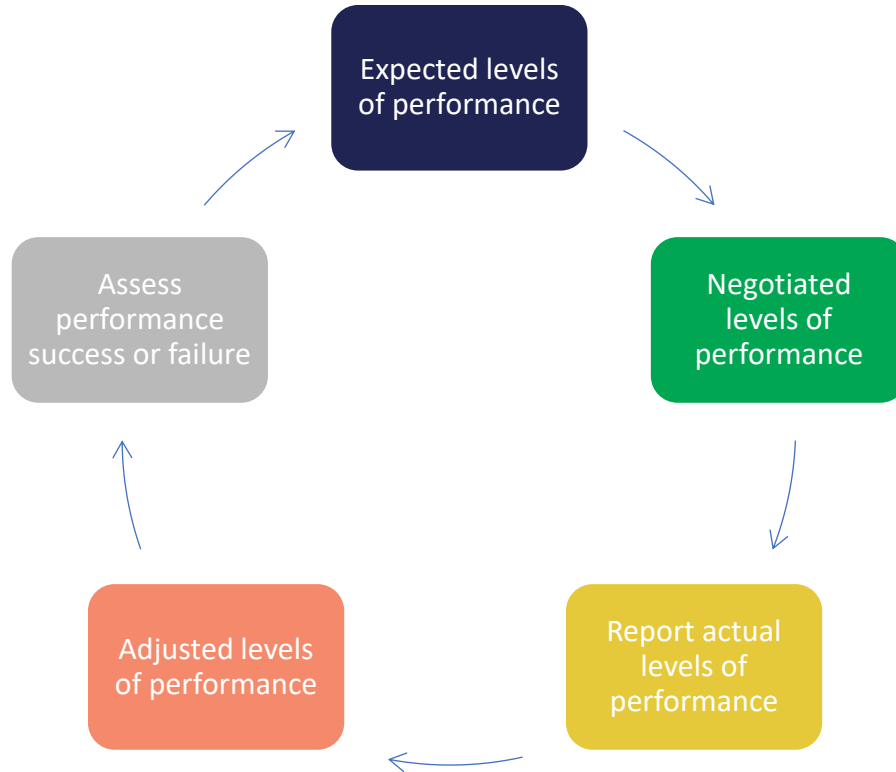 Expected levels
of performance
Negotiated
levels of
performance
Report actual
levels of
performance
Adjusted levels
of performance
Assess
performance
success or failure